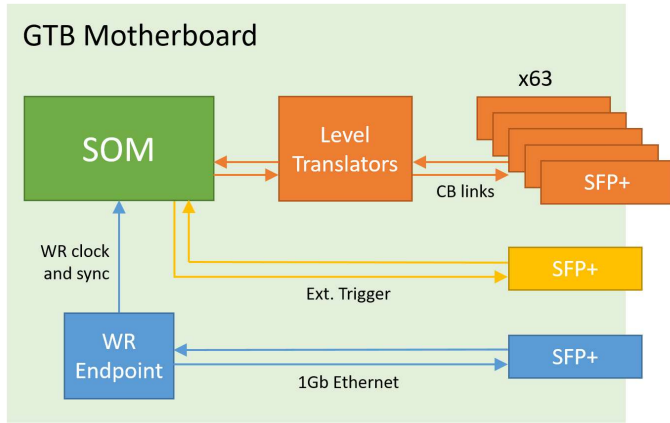 GTB Motherboard
x63
SOM
Level
Translators
SFP+
CB links
WR clock
and sync
SFP+
Ext. Trigger
WR
Endpoint
SFP+
1Gb Ethernet